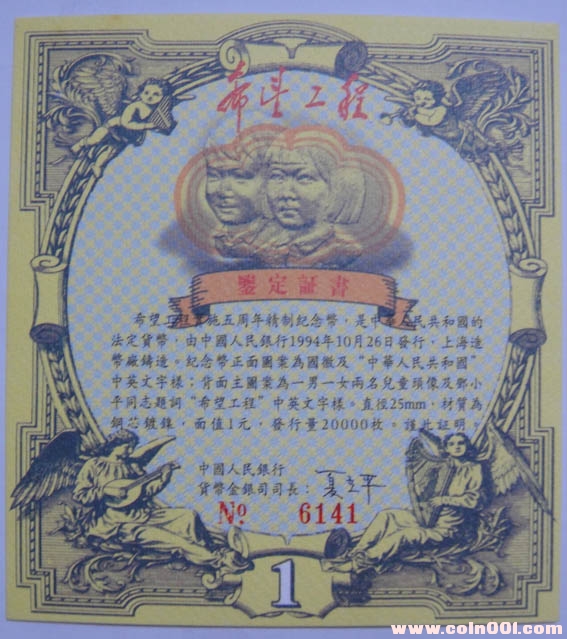 希望工程
鑒定証書
希望工程實施五周年精制紀念幣，是中華人民共和國的
法定貨幣，由中國人民銀行1994年10月26日發行，上海造
幣廠鑄造。紀念幣正面圖案為國徽及“中華人民共和國”
中英文字樣；背面主圖案為一男一女兩名兒童頭像及鄧小
平同志題詞“希望工程”中英文字樣。直徑25mm，材質為
鋼芯鍍鎳，面值1元，發行量20000枚。謹此証明。
中國人民銀行
貨幣金銀司司長：夏立平
№ 6141
1
www.coin001.com